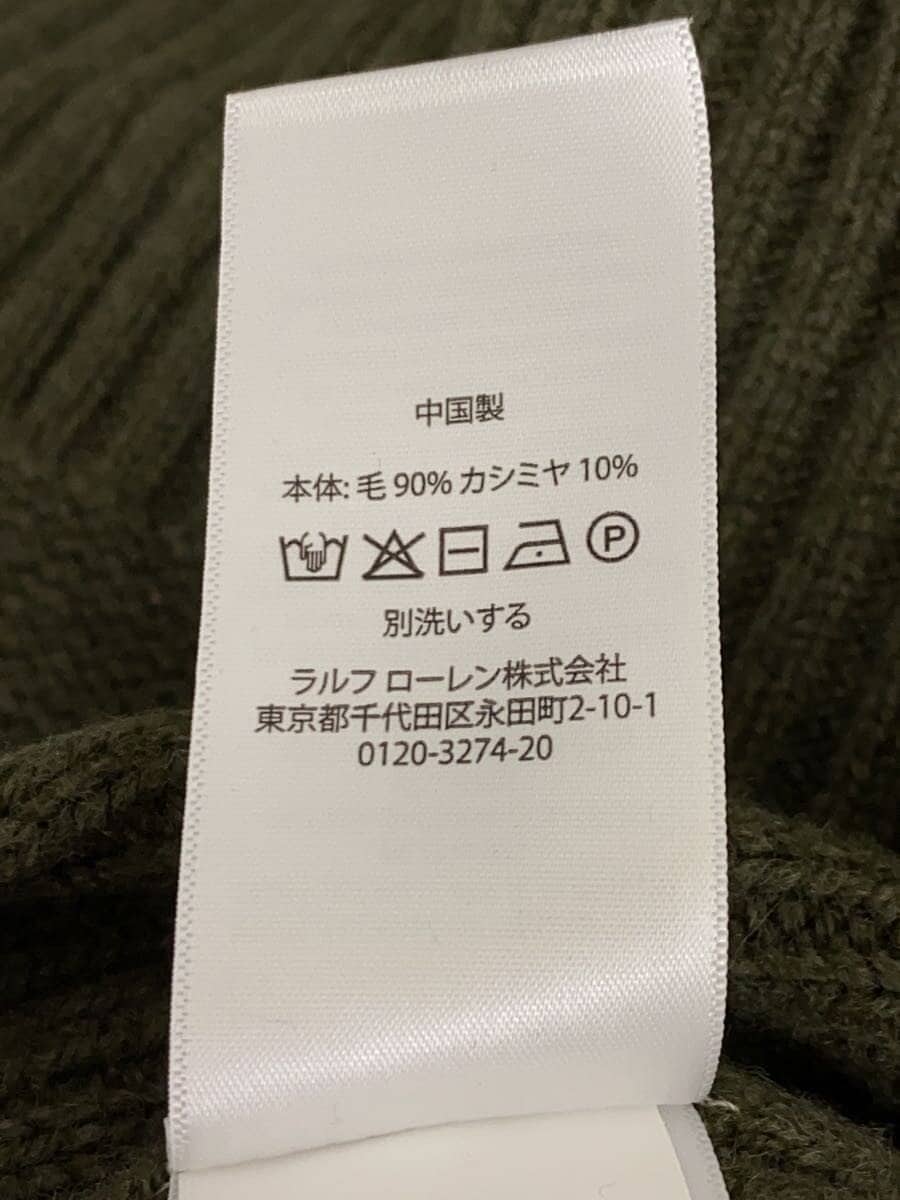 中国製
本体: 毛 90% カシミヤ 10%
P
別洗いする
ラルフ ローレン株式会社
東京都千代田区永田町2-10-1
0120-3274-20